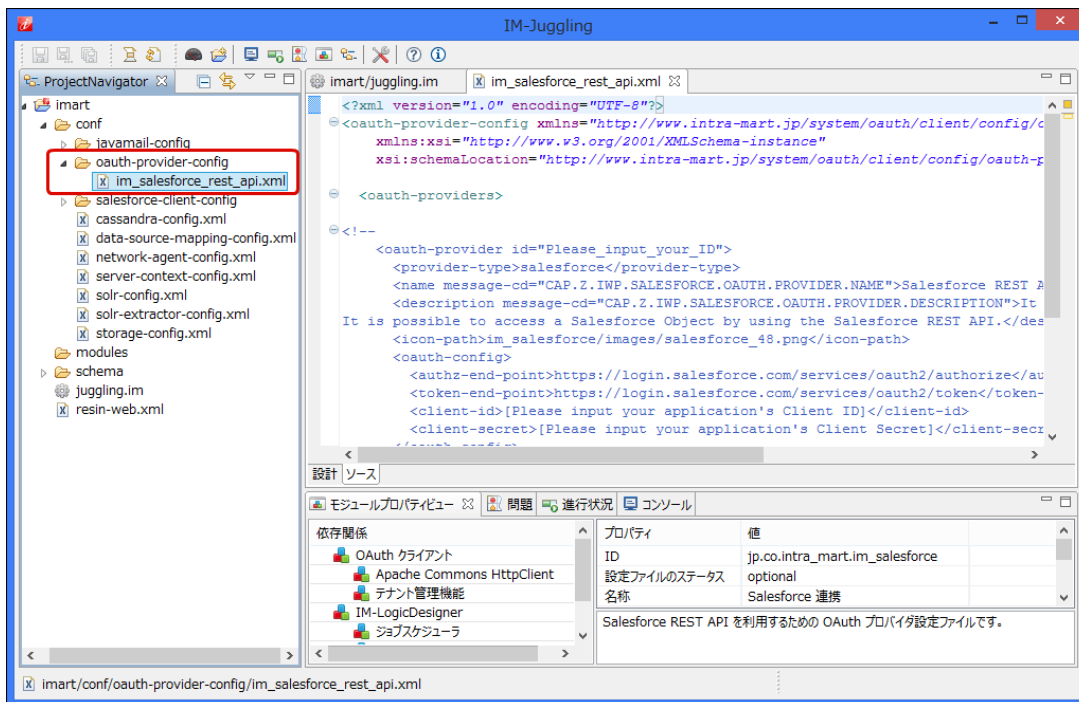 IM-Juggling
ProjectNavigator
imart
conf
javamail-config
oauth-provider-config
im_salesforce_rest_api.xml
salesforce-client-config
cassandra-config.xml
data-source-mapping-config.xml
network-agent-config.xml
server-context-config.xml
solr-config.xml
solr-extractor-config.xml
storage-config.xml
modules
schema
juggling.im
resin-web.xml
imart/juggling.im
im_salesforce_rest_api.xml
<?xml version="1.0" encoding="UTF-8"?>
<oauth-provider-config xmlns="http://www.intra-mart.jp/system/oauth/client/config/c
xmlns:xsi="http://www.w3.org/2001/XMLSchema-instance"
xsi:schemaLocation="http://www.intra-mart.jp/system/oauth/client/config/oauth-p
<oauth-providers>
<!--
<oauth-provider id="Please_input_your_ID">
<provider-type>salesforce</provider-type>
<name message-cd="CAP.Z.IWP.SALESFORCE.OAUTH.PROVIDER.NAME">Salesforce REST A
<description message-cd="CAP.Z.IWP.SALESFORCE.OAUTH.PROVIDER.DESCRIPTION">It
It is possible to access a Salesforce Object by using the Salesforce REST API.</des
<icon-path>im_salesforce/images/salesforce_48.png</icon-path>
<oauth-config>
<authz-end-point>https://login.salesforce.com/services/oauth2/authorize</au
<token-end-point>https://login.salesforce.com/services/oauth2/token</token-
<client-id>[Please input your application's Client ID]</client-id>
<client-secret>[Please input your application's Client Secret]</client-secr
</oauth-config>
設計 ソース
モジュールプロパティビュー 問題 進行状況 コンソール
依存関係
OAuth クライアント
Apache Commons HttpClient
テナント管理機能
IM-LogicDesigner
ジョブスケジューラ
プロパティ 値
ID jp.co.intra_mart.im_salesforce
設定ファイルのステータス optional
名称 Salesforce 連携
Salesforce REST API を利用するための OAuth プロバイダ設定ファイルです。
imart/conf/oauth-provider-config/im_salesforce_rest_api.xml